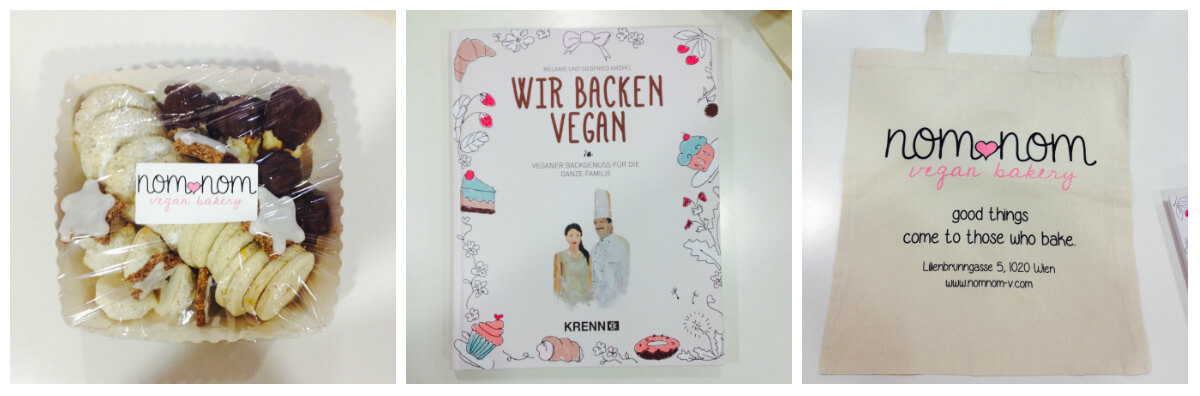 nom nom
vegan bakery
MELANIE UND SIEGFRIED KRÖPFL
WIR BACKEN
VEGAN
VEGANER BACKGENUSS FÜR DIE
GANZE FAMILIE
KRENN
nom nom
vegan bakery
good things
come to those who bake.
Lilienbrunngasse 5, 1020 Wien
www.nomnom-v.com